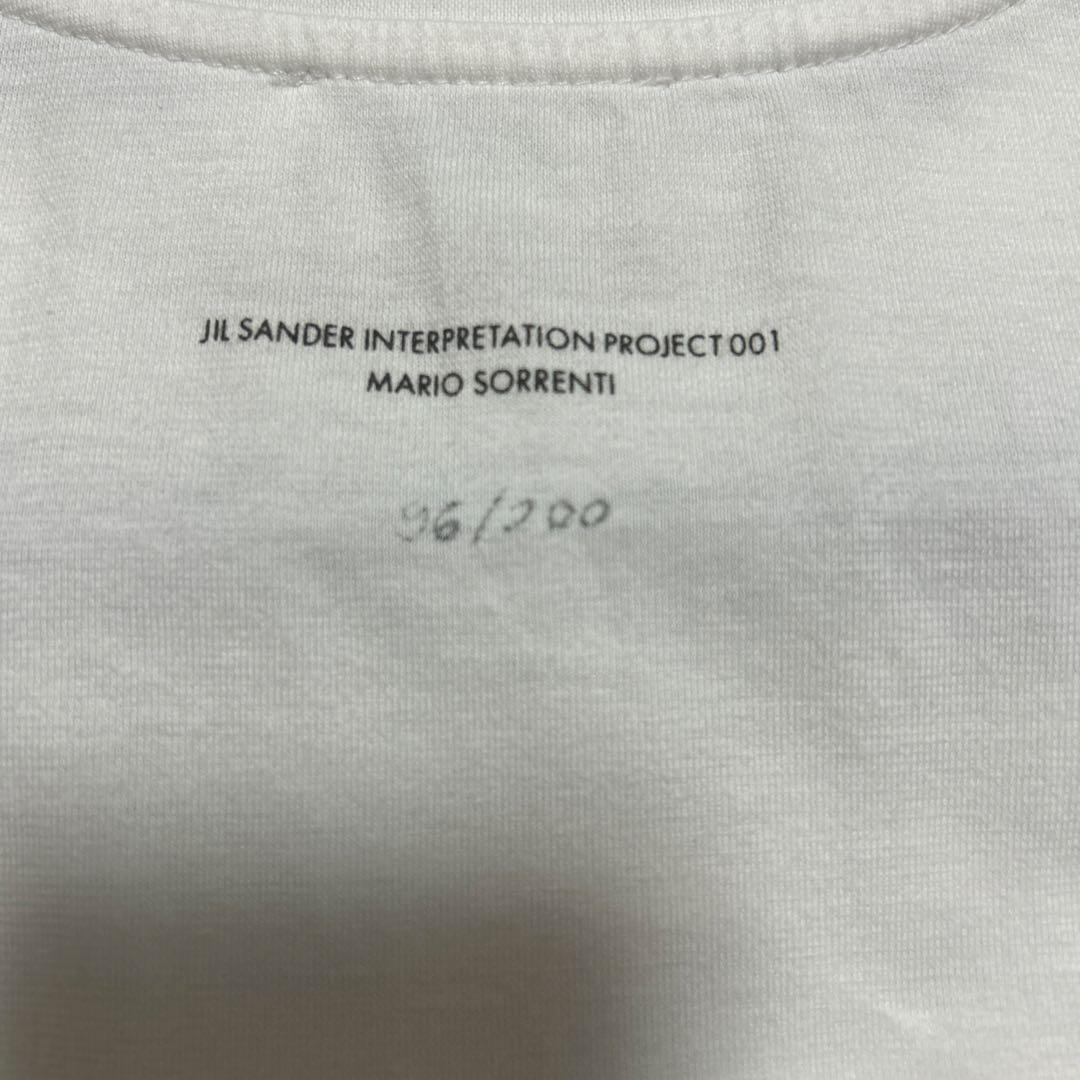 JIL SANDER INTERPRETATION PROJECT 001
MARIO SORRENTI
96/200